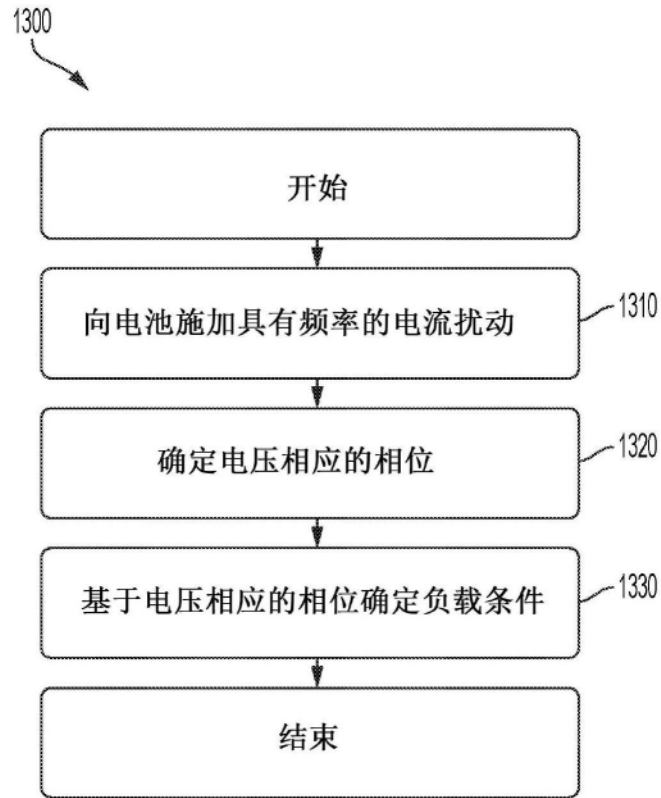 1300
开始
向电池施加具有频率的电流扰动
1310
确定电压相应的相位
1320
基于电压相应的相位确定负载条件
1330
结束